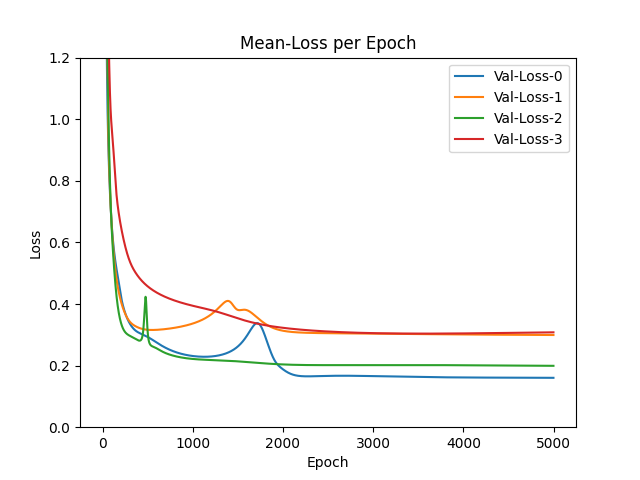 Mean-Loss per Epoch
Val-Loss-0
Val-Loss-1
Val-Loss-2
Val-Loss-3
Loss
1.2
1.0
0.8
0.6
0.4
0.2
0.0
0 1000 2000 3000 4000 5000
Epoch